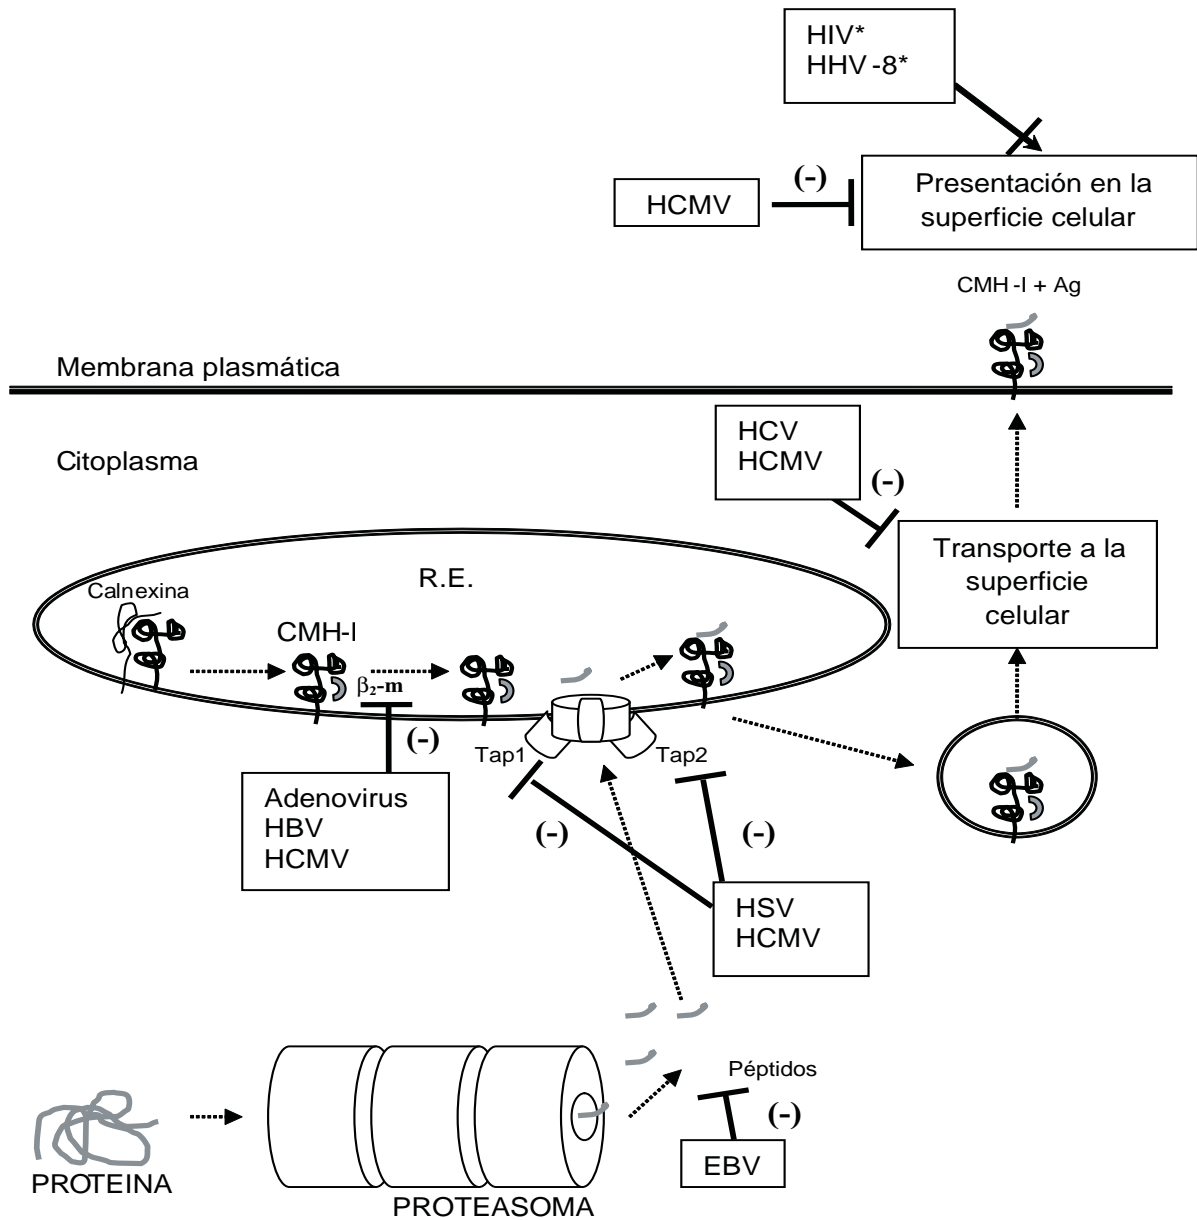 HIV*
HHV -8*
(-)
HCMV
Presentación en la
superficie celular
CMH -I + Ag
Membrana plasmática
Citoplasma
HCV
HCMV
(-)
Transporte a la
superficie
celular
R.E.
Calnexina
CMH-I
β₂-m
(-)
Tap1
Tap2
Adenovirus
HBV
HCMV
(-)
(-)
HSV
HCMV
Péptidos
(-)
EBV
PROTEINA
PROTEASOMA